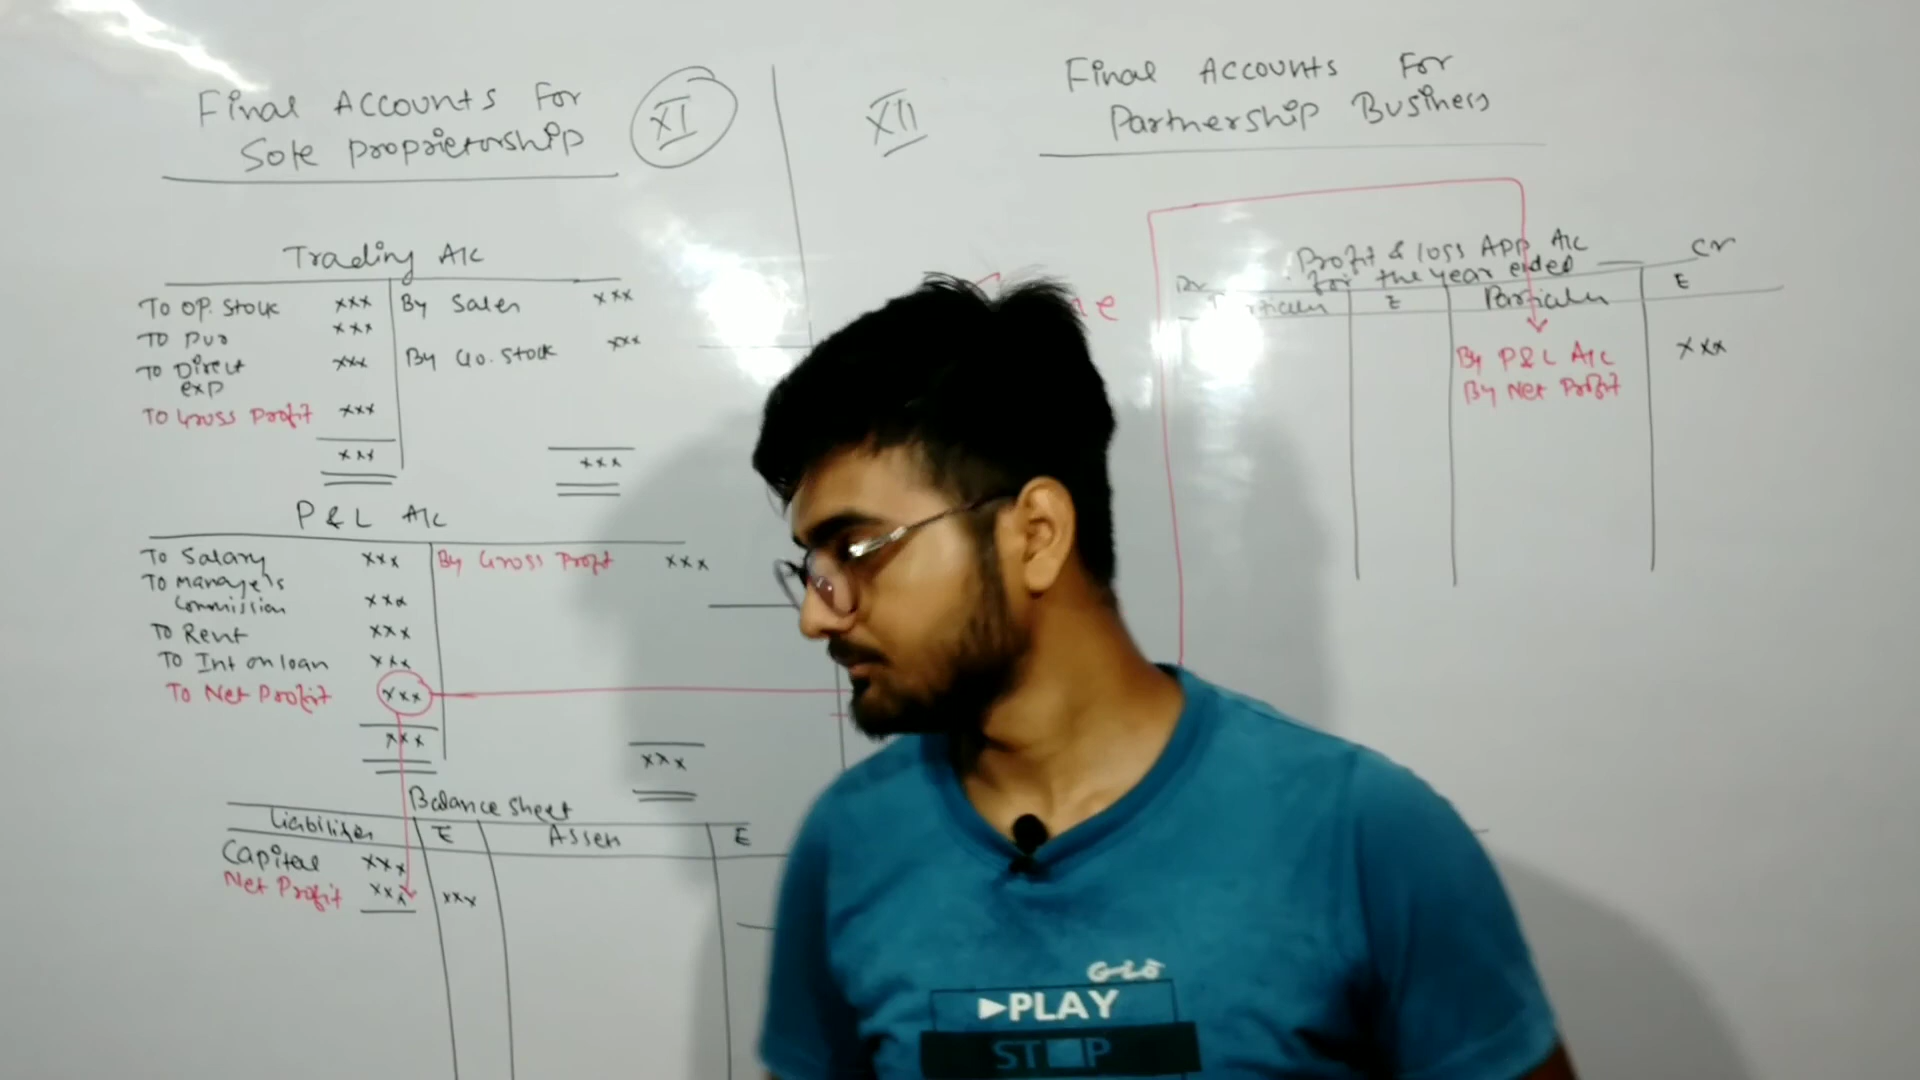 Final Accounts For
Sole Proprietorship
XI
Trading A/c
To Op. Stock xxx By Sales xxx
To Pur xxx
To Direct exp xxx By Clo. Stock xxx
To Gross Profit xxx
xxx xxx
P & L A/c
To Salary xxx By Gross Profit xxx
To Manager's
Commission xxx
To Rent xxx
To Int on loan xxx
To Net Profit xxx
xxx xxx
Balance Sheet
Liabilities ₹ Assets ₹
Capital xxx
Net Profit xxx xxx
XII
Final Accounts For
Partnership Business
Profit & loss App A/c
Dr for the year ended Cr
Particulars ₹ Particulars ₹
By P&L A/c xxx
By Net Profit
Gio
PLAY
STOP